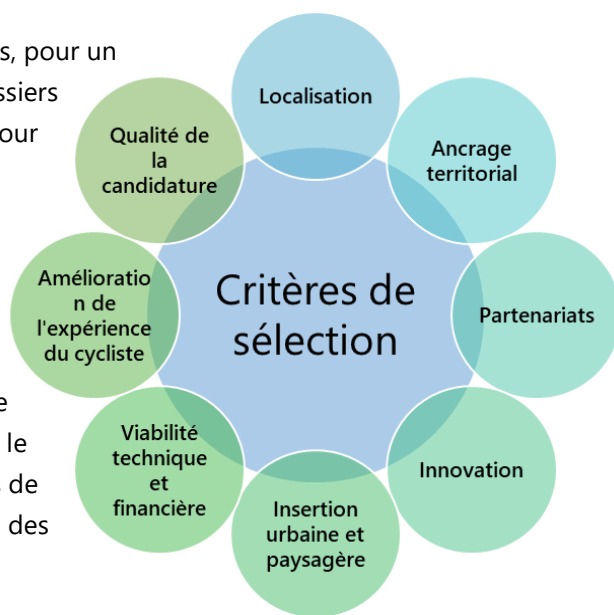 s, pour un
ssiers
our
e
le
de
des
Critères de
sélection
Localisation
Ancrage
territorial
Partenariats
Innovation
Insertion
urbaine et
paysagère
Viabilité
technique
et
financière
Amélioratio
n de
l'expérience
du cycliste
Qualité de
la
candidature